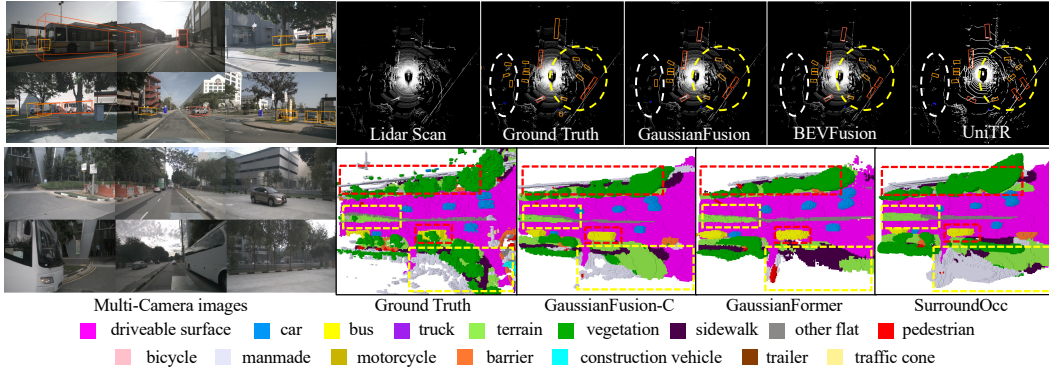 Lidar Scan Ground Truth GaussianFusion BEVFusion UniTR
Multi-Camera images Ground Truth GaussianFusion-C GaussianFormer SurroundOcc
driveable surface car bus truck terrain vegetation sidewalk other flat pedestrian
bicycle manmade motorcycle barrier construction vehicle trailer traffic cone